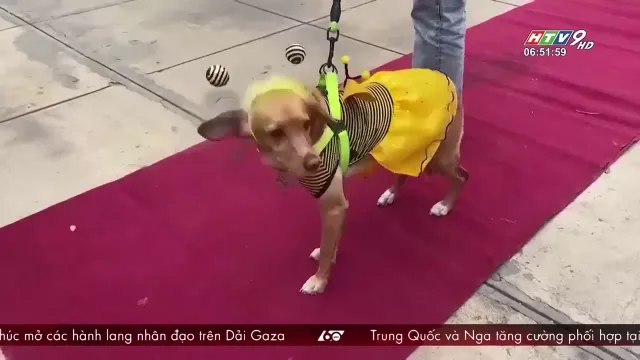 HTV9 HD
06:51:59
húc mở các hành lang nhân đạo trên Dải Gaza 60 Trung Quốc và Nga tăng cường phối hợp tại